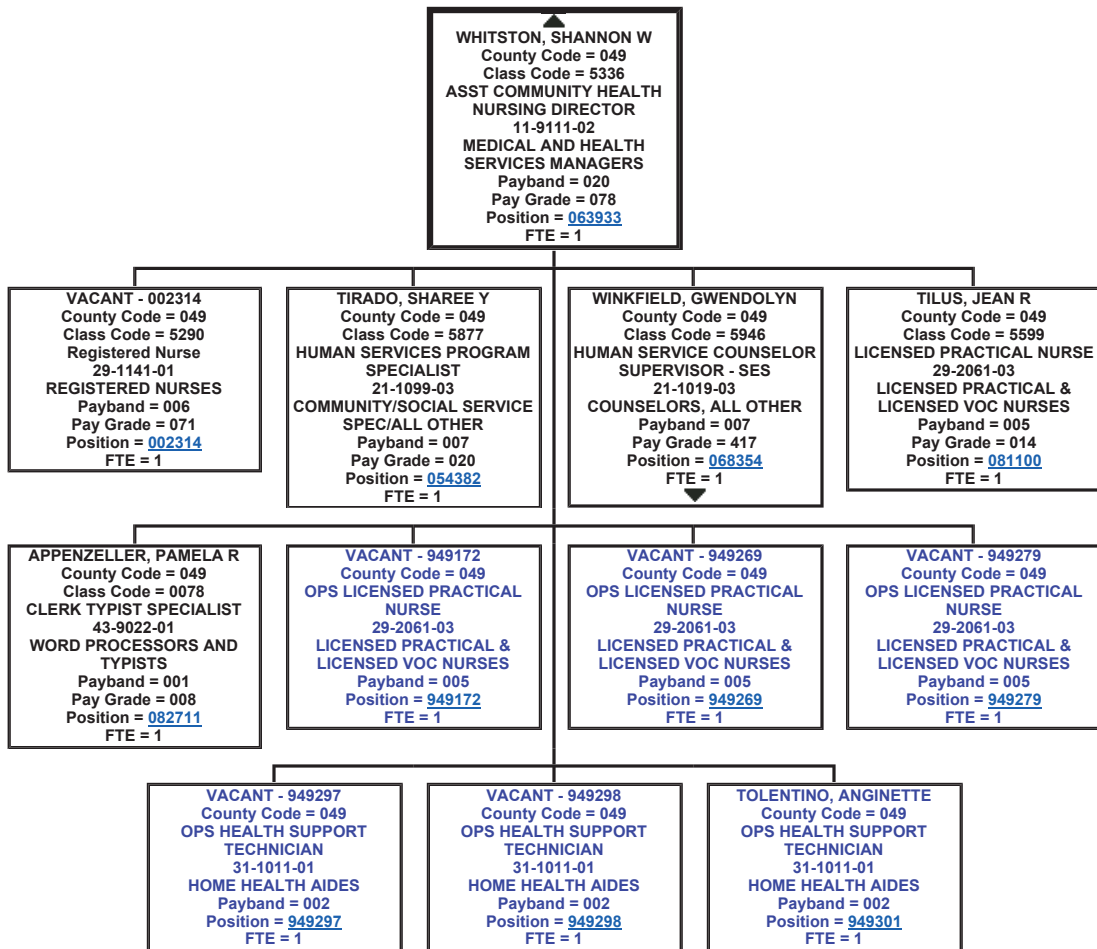 WHITSTON, SHANNON W
County Code = 049
Class Code = 5336
ASST COMMUNITY HEALTH
NURSING DIRECTOR
11-9111-02
MEDICAL AND HEALTH
SERVICES MANAGERS
Payband = 020
Pay Grade = 078
Position = 063933
FTE = 1
VACANT - 002314
County Code = 049
Class Code = 5290
Registered Nurse
29-1141-01
REGISTERED NURSES
Payband = 006
Pay Grade = 071
Position = 002314
FTE = 1
TIRADO, SHAREE Y
County Code = 049
Class Code = 5877
HUMAN SERVICES PROGRAM
SPECIALIST
21-1099-03
COMMUNITY/SOCIAL SERVICE
SPEC/ALL OTHER
Payband = 007
Pay Grade = 020
Position = 054382
FTE = 1
WINKFIELD, GWENDOLYN
County Code = 049
Class Code = 5946
HUMAN SERVICE COUNSELOR
SUPERVISOR - SES
21-1019-03
COUNSELORS, ALL OTHER
Payband = 007
Pay Grade = 417
Position = 068354
FTE = 1
TILUS, JEAN R
County Code = 049
Class Code = 5599
LICENSED PRACTICAL NURSE
29-2061-03
LICENSED PRACTICAL &
LICENSED VOC NURSES
Payband = 005
Pay Grade = 014
Position = 081100
FTE = 1
APPENZELLER, PAMELA R
County Code = 049
Class Code = 0078
CLERK TYPIST SPECIALIST
43-9022-01
WORD PROCESSORS AND
TYPISTS
Payband = 001
Pay Grade = 008
Position = 082711
FTE = 1
VACANT - 949172
County Code = 049
OPS LICENSED PRACTICAL
NURSE
29-2061-03
LICENSED PRACTICAL &
LICENSED VOC NURSES
Payband = 005
Position = 949172
FTE = 1
VACANT - 949269
County Code = 049
OPS LICENSED PRACTICAL
NURSE
29-2061-03
LICENSED PRACTICAL &
LICENSED VOC NURSES
Payband = 005
Position = 949269
FTE = 1
VACANT - 949279
County Code = 049
OPS LICENSED PRACTICAL
NURSE
29-2061-03
LICENSED PRACTICAL &
LICENSED VOC NURSES
Payband = 005
Position = 949279
FTE = 1
VACANT - 949297
County Code = 049
OPS HEALTH SUPPORT
TECHNICIAN
31-1011-01
HOME HEALTH AIDES
Payband = 002
Position = 949297
FTE = 1
VACANT - 949298
County Code = 049
OPS HEALTH SUPPORT
TECHNICIAN
31-1011-01
HOME HEALTH AIDES
Payband = 002
Position = 949298
FTE = 1
TOLENTINO, ANGINETTE
County Code = 049
OPS HEALTH SUPPORT
TECHNICIAN
31-1011-01
HOME HEALTH AIDES
Payband = 002
Position = 949301
FTE = 1